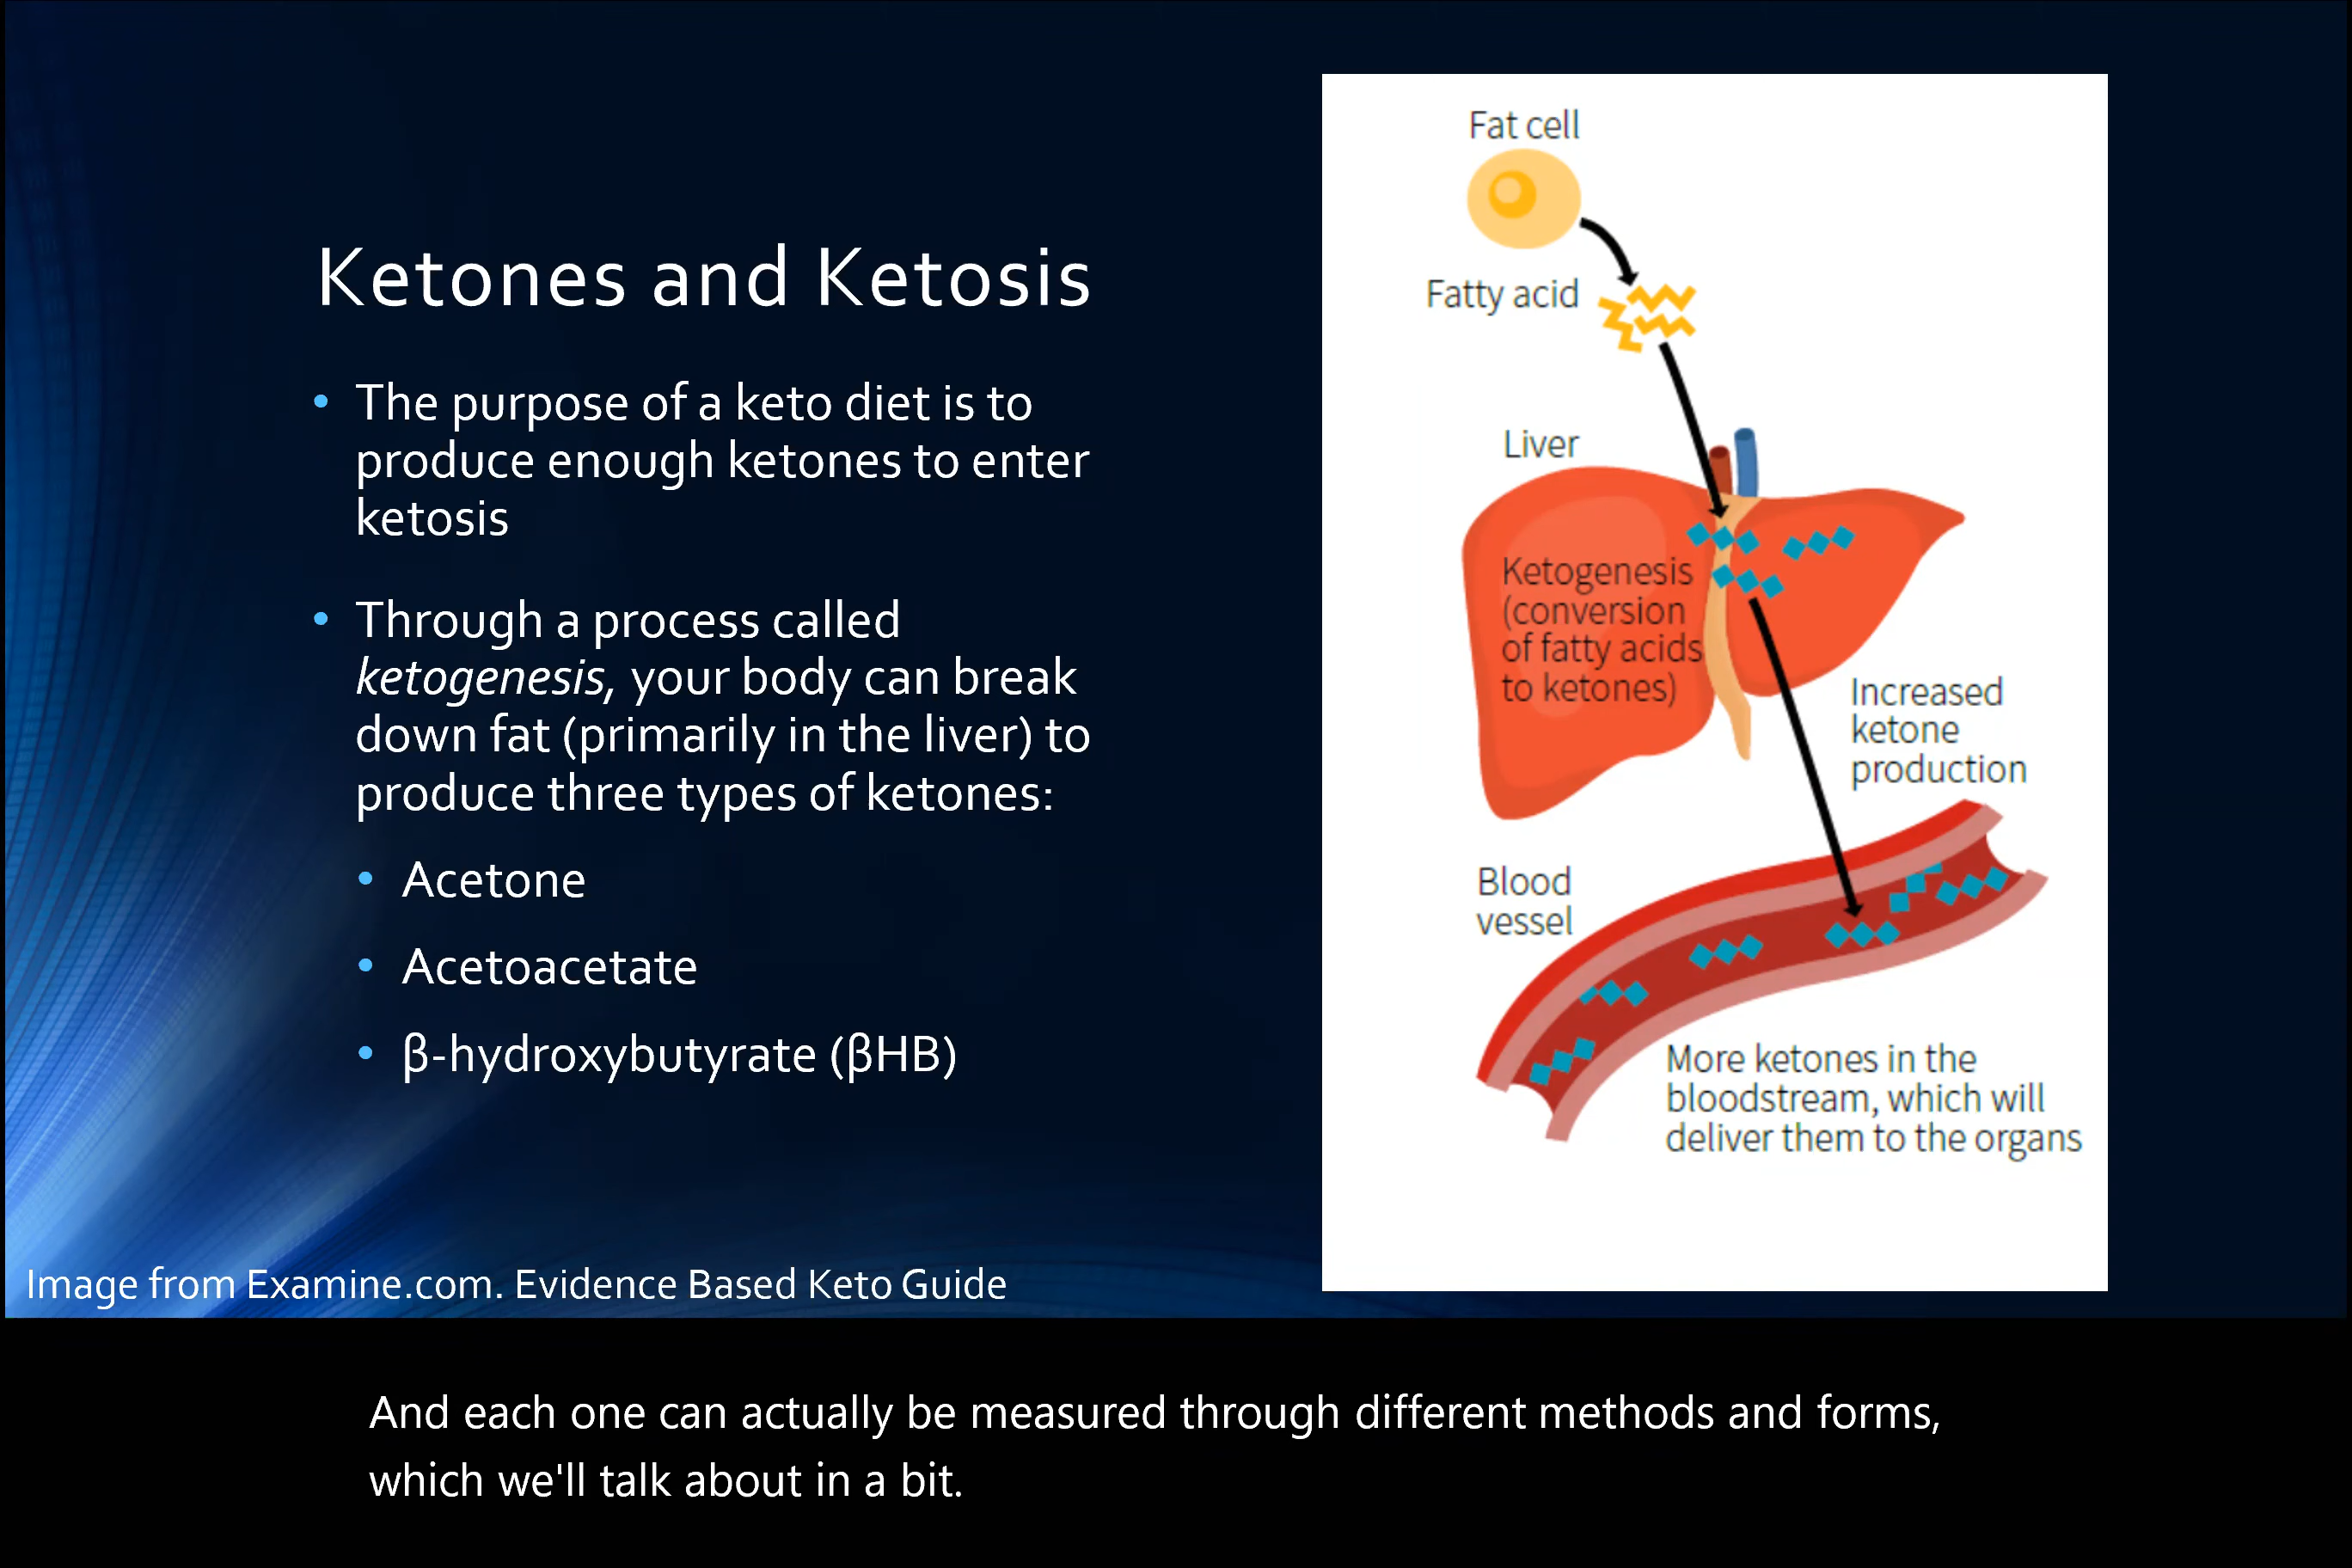 Ketones and Ketosis
• The purpose of a keto diet is to
produce enough ketones to enter
ketosis
• Through a process called
ketogenesis, your body can break
down fat (primarily in the liver) to
produce three types of ketones:
• Acetone
• Acetoacetate
• β-hydroxybutyrate (βHB)
Image from Examine.com. Evidence Based Keto Guide
Fat cell
Fatty acid
Liver
Ketogenesis
(conversion
of fatty acids
to ketones)
Increased
ketone
production
Blood
vessel
More ketones in the
bloodstream, which will
deliver them to the organs
And each one can actually be measured through different methods and forms,
which we'll talk about in a bit.